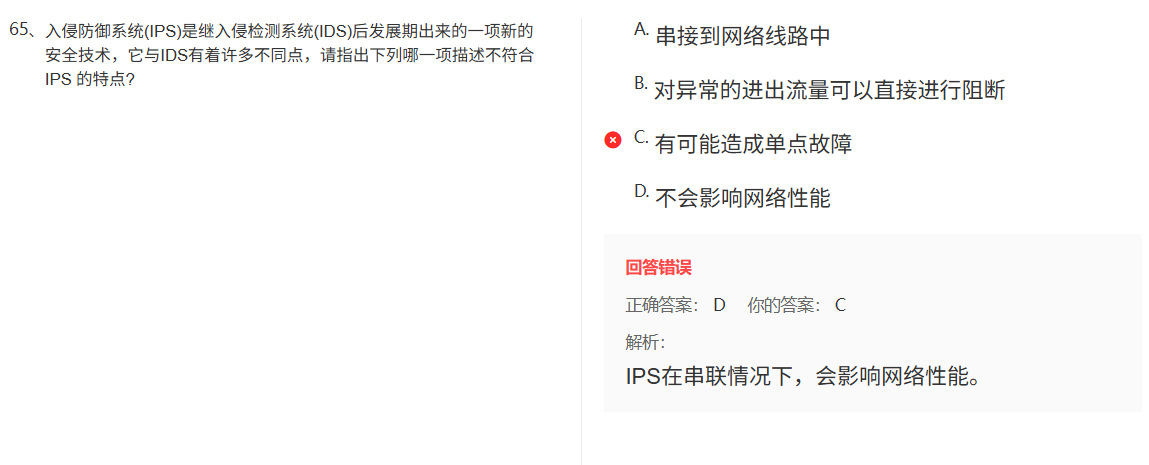 65、入侵防御系统(IPS)是继入侵检测系统(IDS)后发展期出来的一项新的
安全技术，它与IDS有着许多不同点，请指出下列哪一项描述不符合
IPS 的特点?
A. 串接到网络线路中
B. 对异常的进出流量可以直接进行阻断
C. 有可能造成单点故障
D. 不会影响网络性能
回答错误
正确答案： D 你的答案： C
解析：
IPS在串联情况下，会影响网络性能。